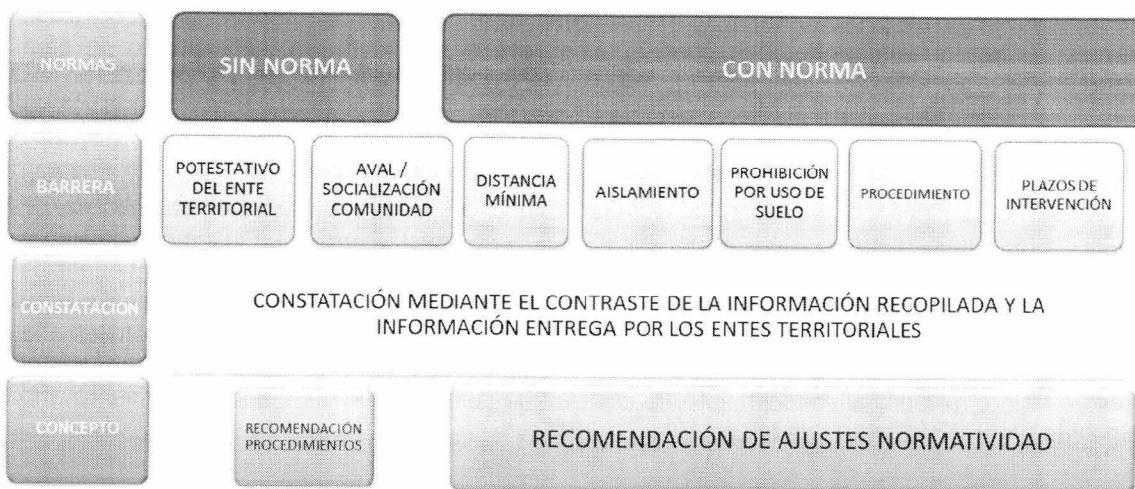 NORMAS
SIN NORMA
CON NORMA
BARRERA
POTESTATIVO
DEL ENTE
TERRITORIAL
AVAL /
SOCIALIZACIÓN
COMUNIDAD
DISTANCIA
MÍNIMA
AISLAMIENTO
PROHIBICIÓN
POR USO DE
SUELO
PROCEDIMIENTO
PLAZOS DE
INTERVENCIÓN
CONSTATACION
CONSTATACIÓN MEDIANTE EL CONTRASTE DE LA INFORMACIÓN RECOPILADA Y LA
INFORMACIÓN ENTREGA POR LOS ENTES TERRITORIALES
CONCEPTO
RECOMENDACIÓN
PROCEDIMIENTOS
RECOMENDACIÓN DE AJUSTES NORMATIVIDAD